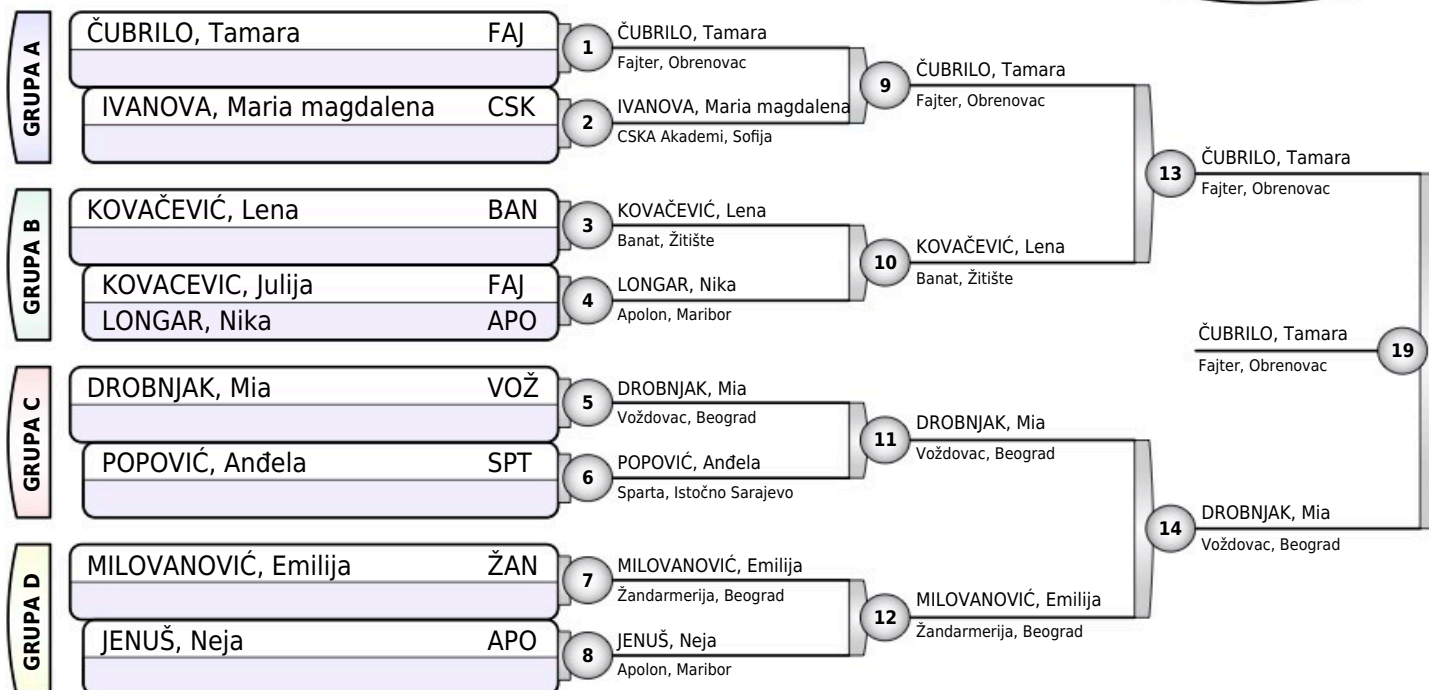 GRUPA A
ČUBRILO, Tamara FAJ
IVANOVA, Maria magdalena CSK
GRUPA B
KOVAČEVIĆ, Lena BAN
KOVACEVIC, Julija FAJ
LONGAR, Nika APO
GRUPA C
DROBNJAK, Mia VOŽ
POPOVIĆ, Anđela SPT
GRUPA D
MILOVANOVIĆ, Emilija ŽAN
JENUŠ, Neja APO
1
ČUBRILO, Tamara
Fajter, Obrenovac
2
IVANOVA, Maria magdalena
CSKA Akademi, Sofija
3
KOVAČEVIĆ, Lena
Banat, Žitište
4
LONGAR, Nika
Apolon, Maribor
5
DROBNJAK, Mia
Voždovac, Beograd
6
POPOVIĆ, Anđela
Sparta, Istočno Sarajevo
7
MILOVANOVIĆ, Emilija
Žandarmerija, Beograd
8
JENUŠ, Neja
Apolon, Maribor
9
ČUBRILO, Tamara
Fajter, Obrenovac
10
KOVAČEVIĆ, Lena
Banat, Žitište
11
DROBNJAK, Mia
Voždovac, Beograd
12
MILOVANOVIĆ, Emilija
Žandarmerija, Beograd
13
ČUBRILO, Tamara
Fajter, Obrenovac
14
DROBNJAK, Mia
Voždovac, Beograd
ČUBRILO, Tamara
Fajter, Obrenovac
19